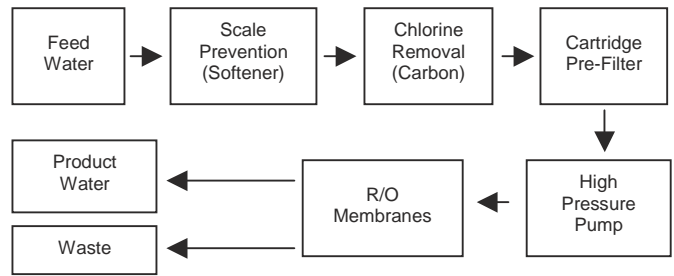 Feed
Water
Scale
Prevention
(Softener)
Chlorine
Removal
(Carbon)
Cartridge
Pre-Filter
High
Pressure
Pump
R/O
Membranes
Product
Water
Waste